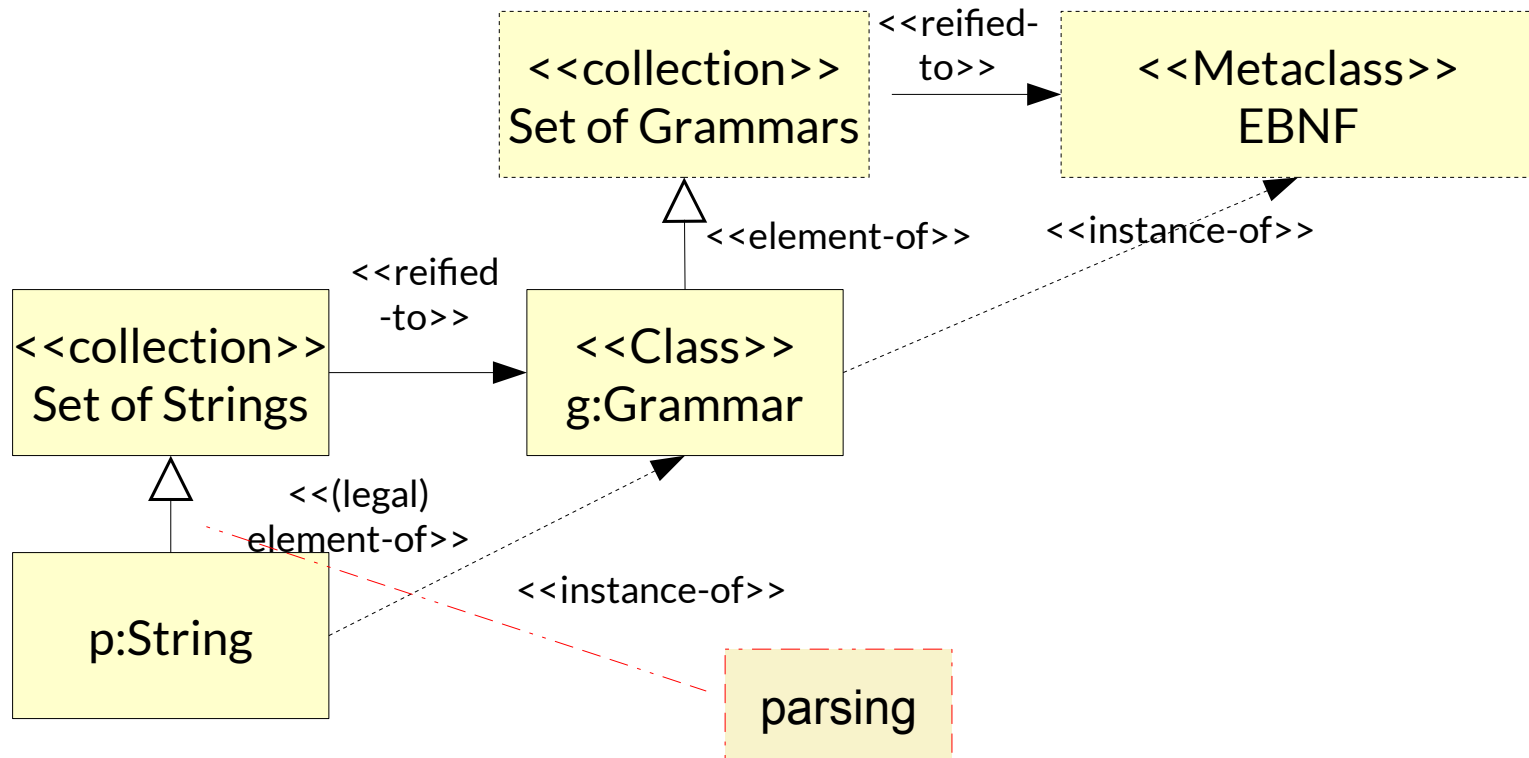 <<collection>>
Set of Grammars
<<reified-
to>>
<<Metaclass>>
EBNF
<<element-of>>
<<instance-of>>
<<collection>>
Set of Strings
<<reified
-to>>
<<Class>>
g:Grammar
<<(legal)
element-of>>
<<instance-of>>
p:String
parsing